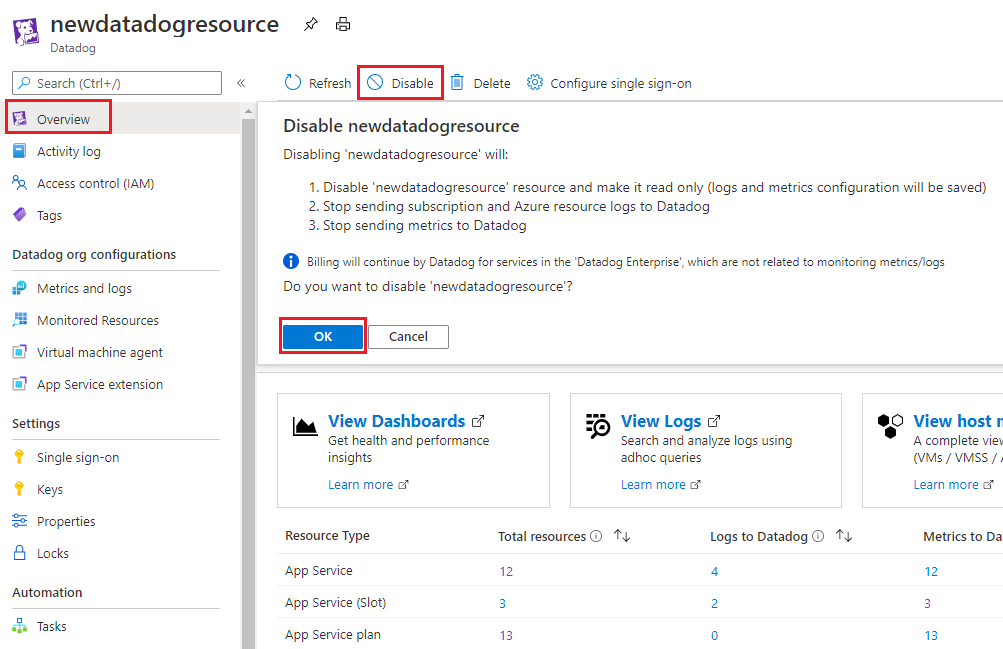 newdatadogresource
Datadog
Search (Ctrl+/)
Refresh
Disable
Delete
Configure single sign-on
Overview
Activity log
Access control (IAM)
Tags
Datadog org configurations
Metrics and logs
Monitored Resources
Virtual machine agent
App Service extension
Settings
Single sign-on
Keys
Properties
Locks
Automation
Tasks
Disable newdatadogresource
Disabling 'newdatadogresource' will:
1. Disable 'newdatadogresource' resource and make it read only (logs and metrics configuration will be saved)
2. Stop sending subscription and Azure resource logs to Datadog
3. Stop sending metrics to Datadog
Billing will continue by Datadog for services in the 'Datadog Enterprise', which are not related to monitoring metrics/logs
Do you want to disable 'newdatadogresource'?
OK
Cancel
View Dashboards
Get health and performance
insights
Learn more
View Logs
Search and analyze logs using
adhoc queries
Learn more
View host
A complete
(VMs / VMSS /
Learn more
Resource Type Total resources Logs to Datadog Metrics to
App Service 12 4 12
App Service (Slot) 3 2 3
App Service plan 13 0 13